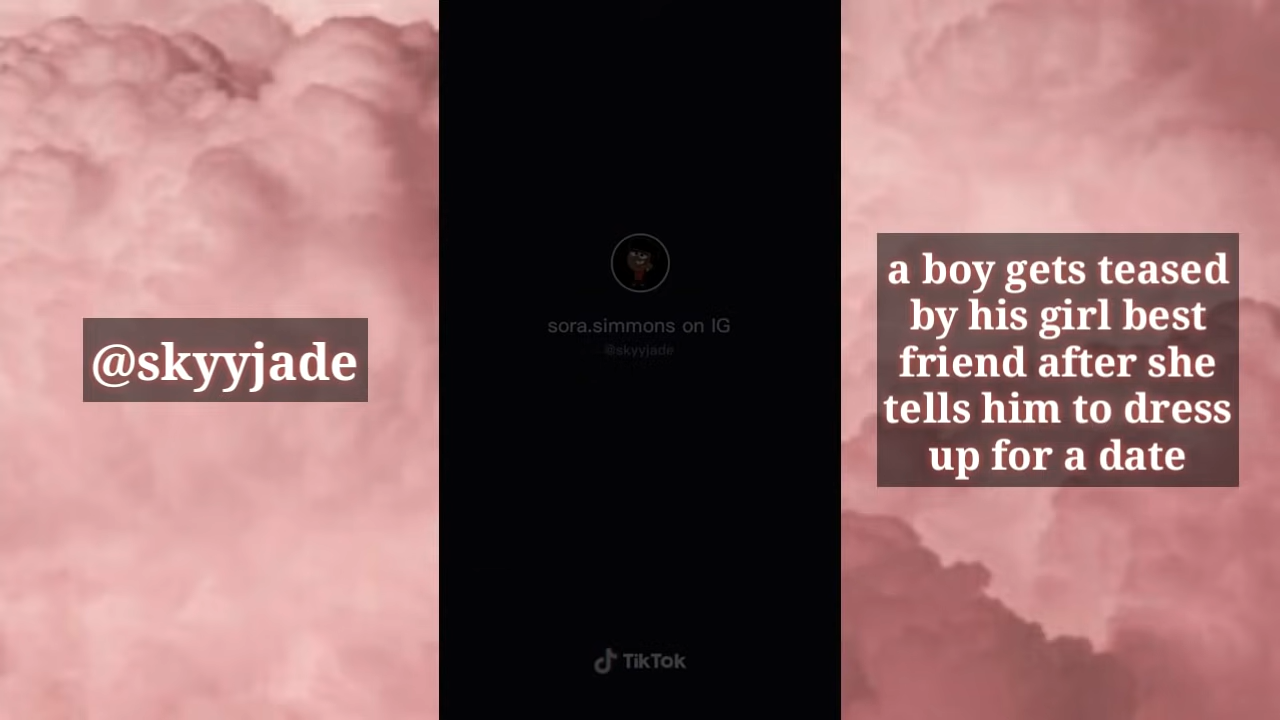 @skyyjade
sora.simmons on IG
@skyyjade
TikTok
a boy gets teased
by his girl best
friend after she
tells him to dress
up for a date